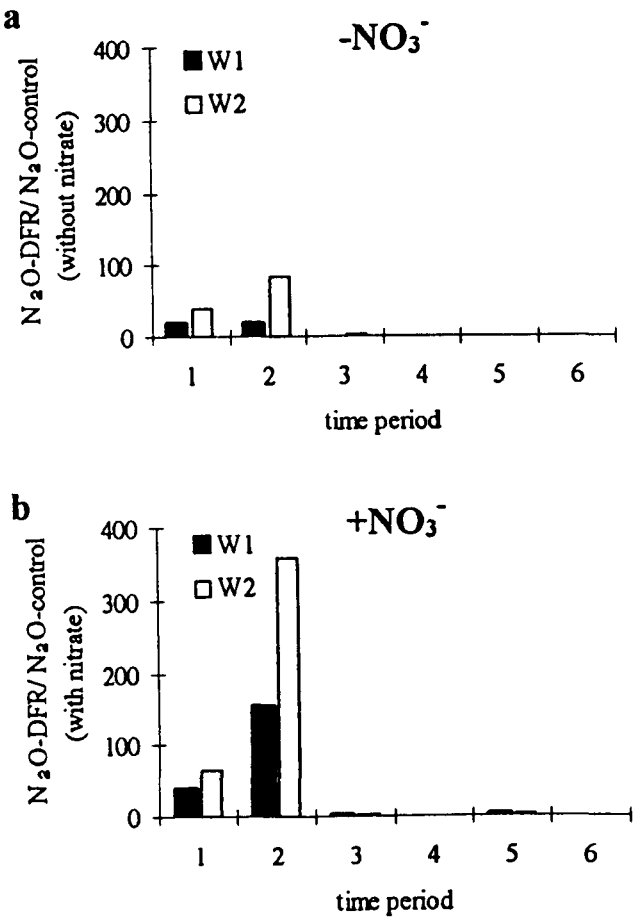 a
-NO₃⁻
N₂O-DFR/N₂O-control
(without nitrate)
400
300
200
100
0
W1
W2
1 2 3 4 5 6
time period
b
+NO₃⁻
N₂O-DFR/N₂O-control
(with nitrate)
400
300
200
100
0
W1
W2
1 2 3 4 5 6
time period